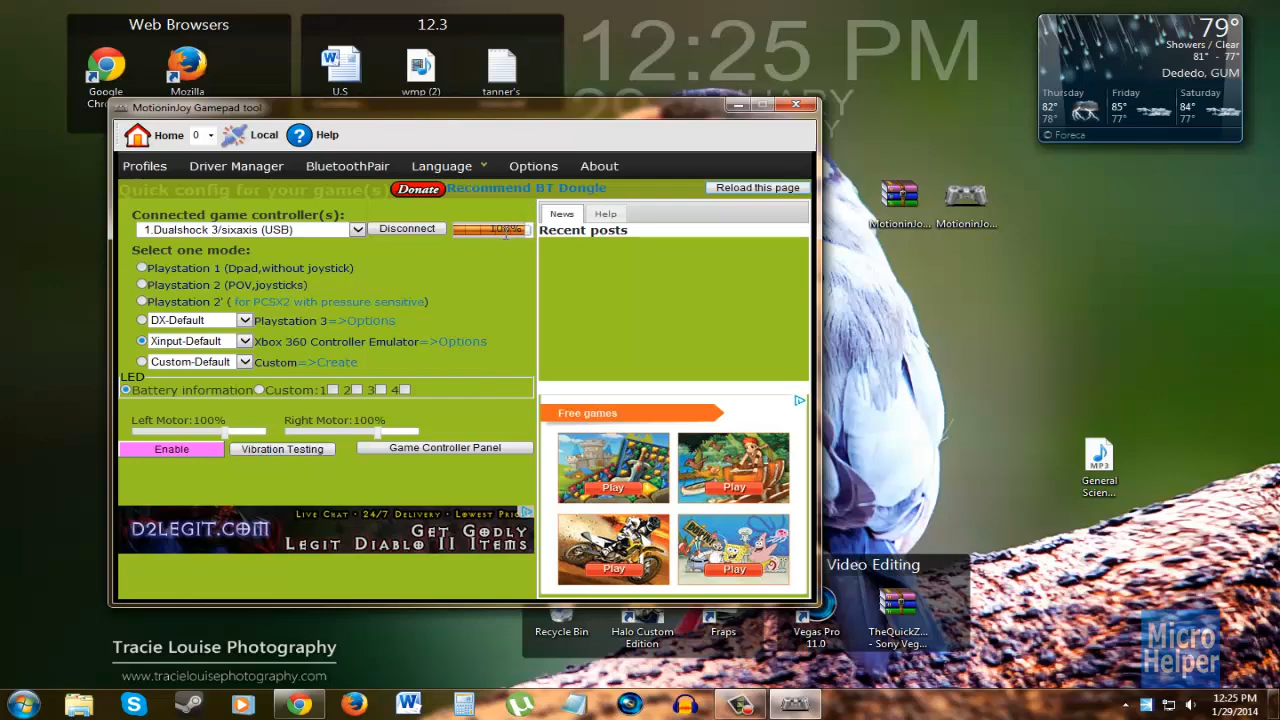 Web Browsers
12.3
12:25 PM
79°
Showers / Clear
81° - 77°
Dededo, GUM
Thursday
Friday
Saturday
82°
78°
85°
77°
84°
77°
© Foreca
Google
Mozilla
U.S
wmp (2)
tanner's
MotioninJoy Gamepad tool
Home
0
Local
Help
Profiles
Driver Manager
BluetoothPair
Language
Options
About
Quick config for your game(s)
Donate
Recommend BT Dongle
Reload this page
Connected game controller(s):
1.Dualshock 3/sixaxis (USB)
Disconnect
100%
Select one mode:
Playstation 1 (Dpad,without joystick)
Playstation 2 (POV,joysticks)
Playstation 2' ( for PCSX2 with pressure sensitive)
DX-Default
Playstation 3=>Options
Xinput-Default
Xbox 360 Controller Emulator=>Options
Custom-Default
Custom=>Create
LED
Battery information
Custom: 1
2
3
4
Left Motor:100%
Right Motor:100%
Enable
Vibration Testing
Game Controller Panel
D2LEGIT.COM
Live Chat - 24/7 Delivery - Lowest
Get Godly
Legit Diablo II Items
News
Help
Recent posts
Free games
Play
Play
Play
Play
MotioninJo...
MotioninJo...
MP3
General
Scien...
Video Editing
Recycle Bin
Halo Custom
Edition
Fraps
Vegas Pro
11.0
TheQuickZ...
- Sony Veg...
Tracie Louise Photography
www.tracielouisephotography.com
Micro
Helper
12:25 PM
1/29/2014